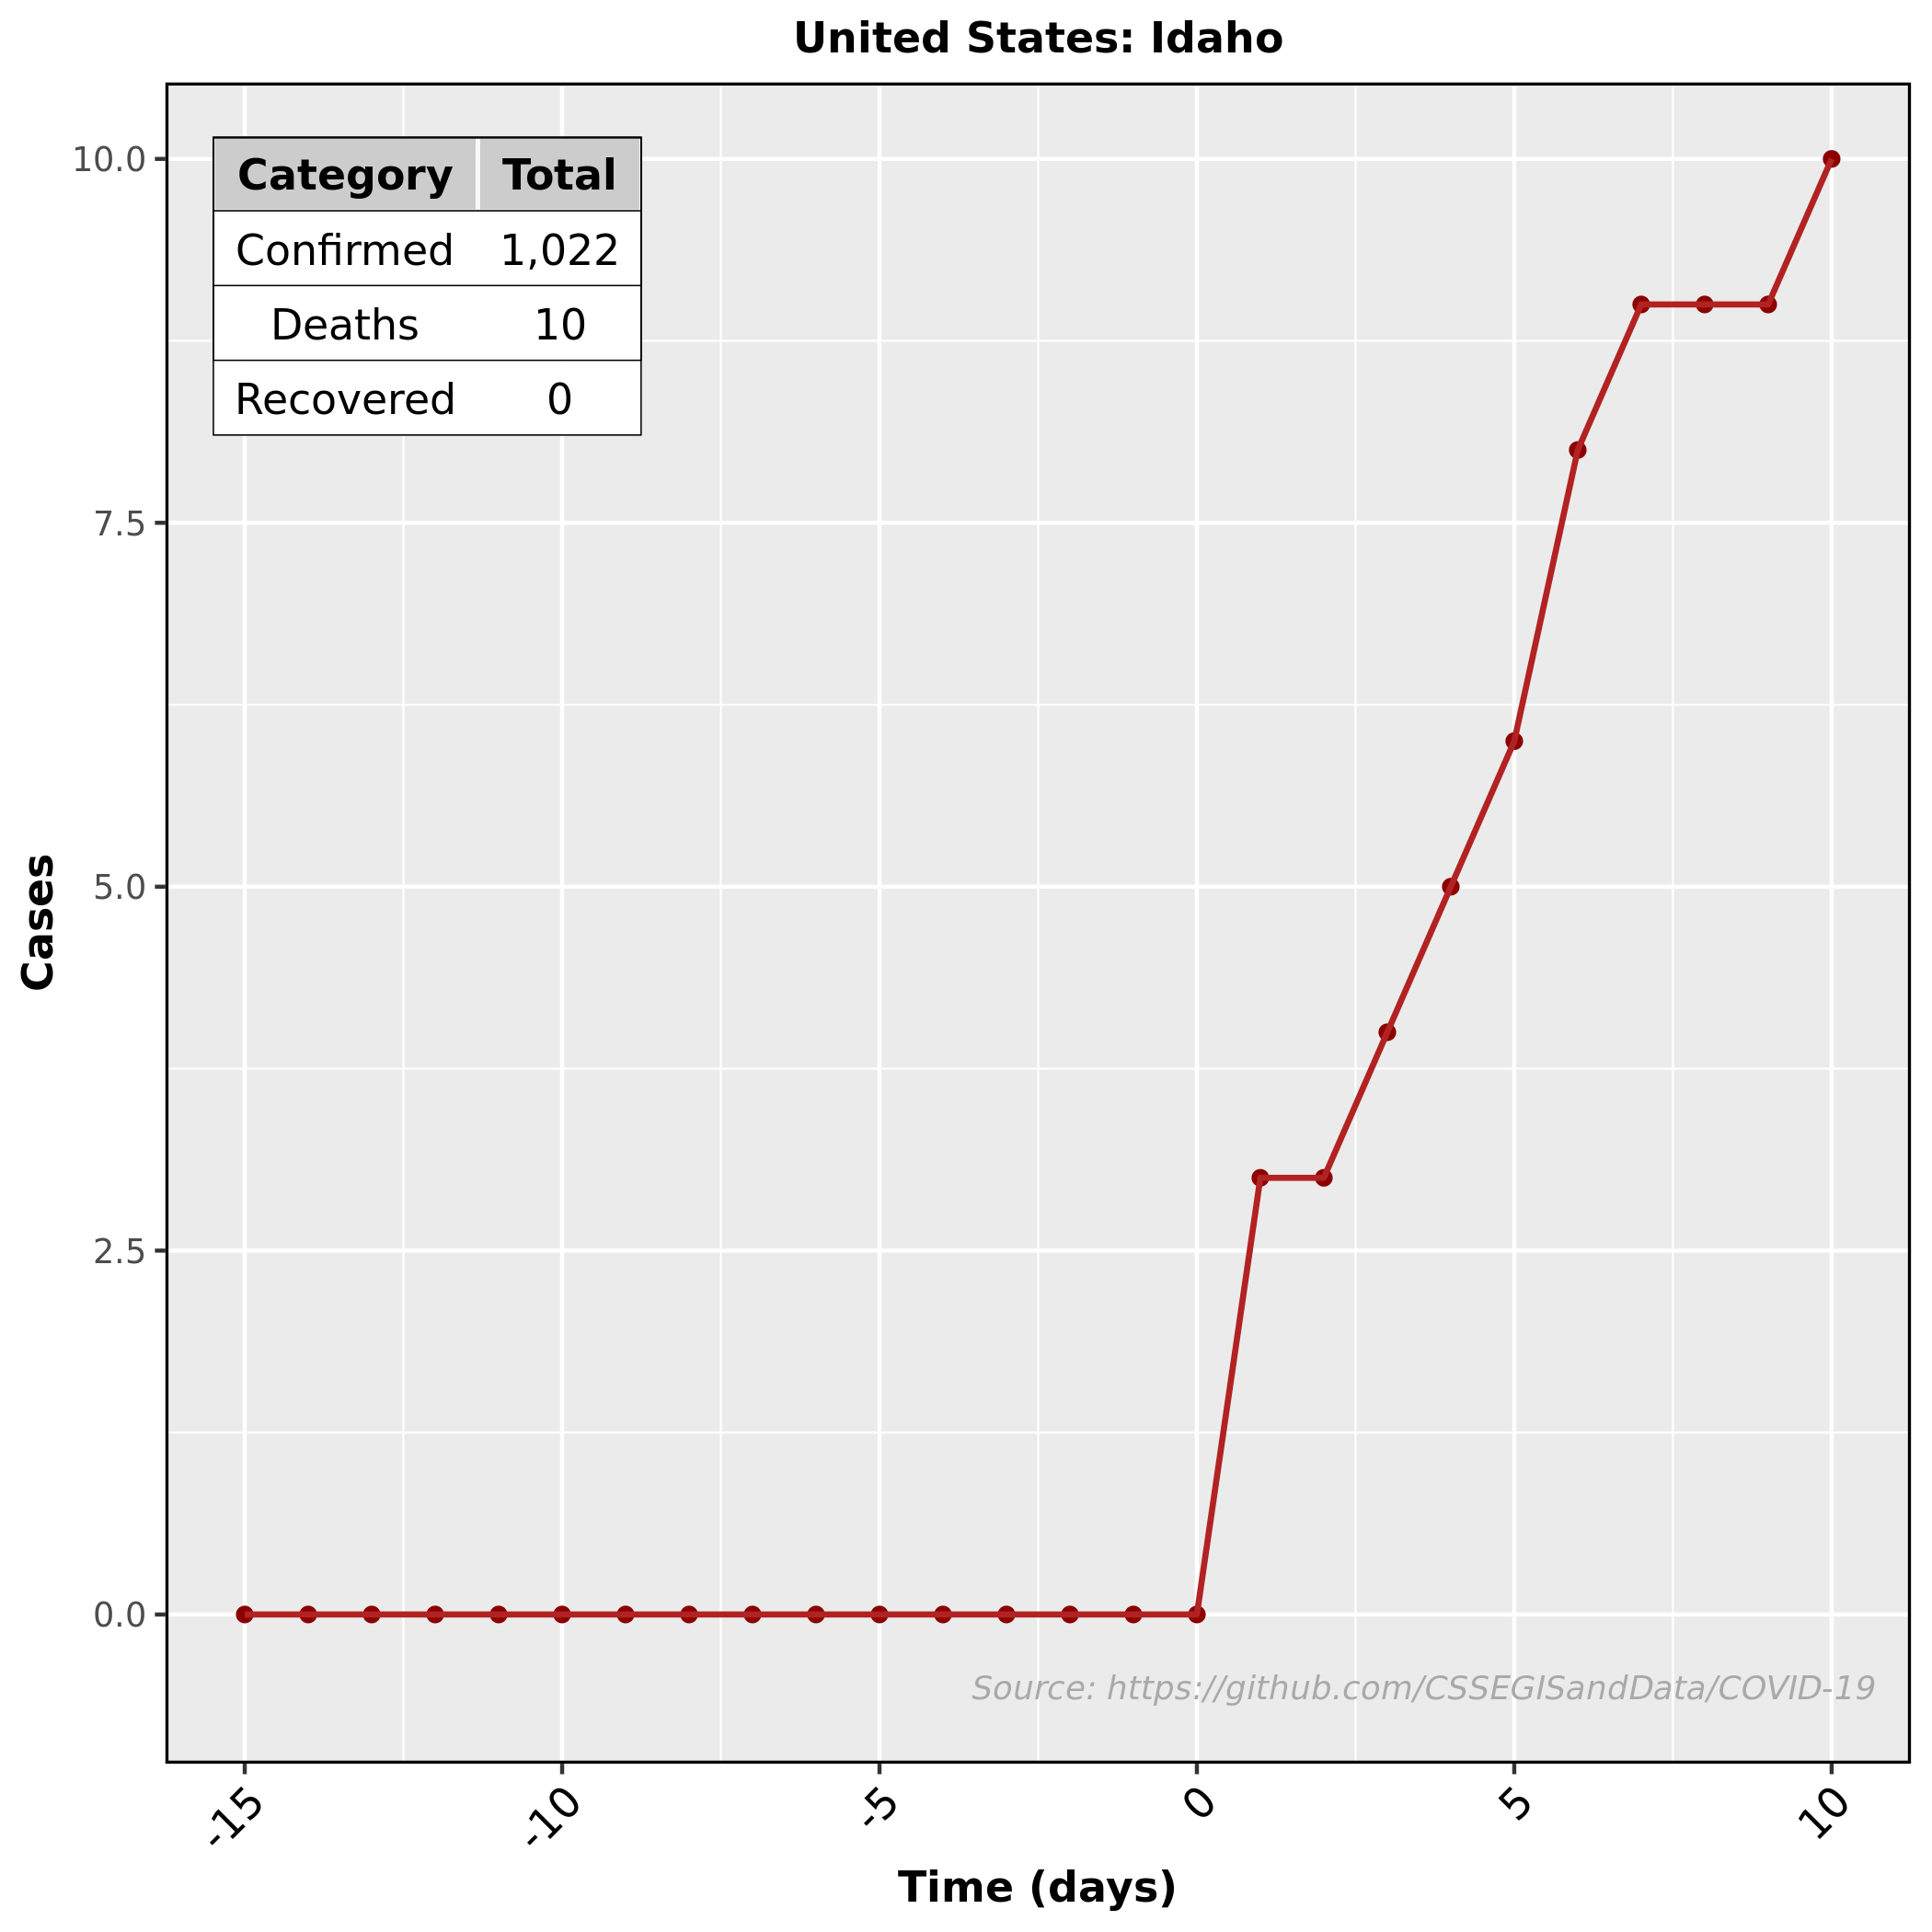 United States: Idaho
Category Total
Confirmed 1,022
Deaths 10
Recovered 0
10.0
7.5
5.0
2.5
0.0
Cases
Source: https://github.com/CSSEGISandData/COVID-19
-15 -10 -5 0 5 10
Time (days)